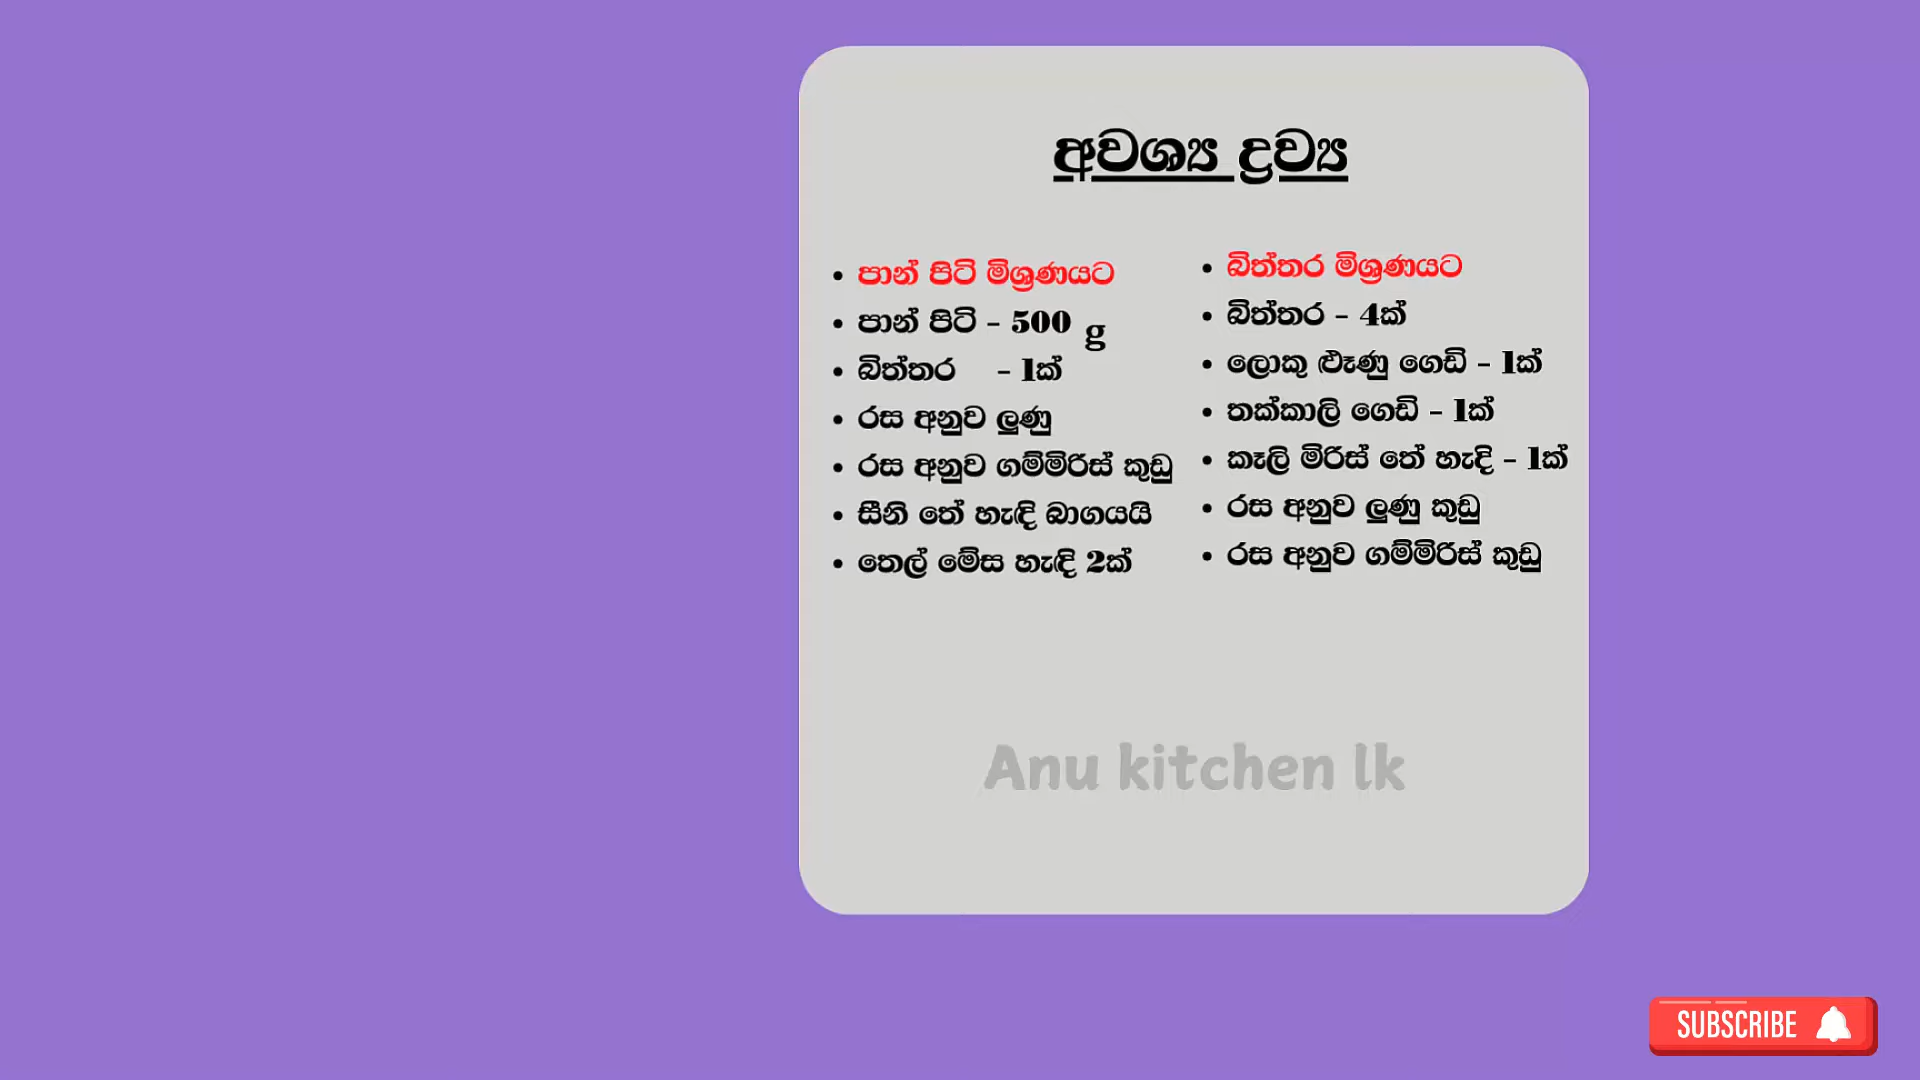 අවශ්‍ය ද්‍රව්‍ය
පාන් පිටි මිශ්‍රණයට
පාන් පිටි - 500 g
බිත්තර - 1ක්
රස අනුව ලුණු
රස අනුව ගම්මිරිස් කුඩු
සීනි තේ හැඳි බාගයයි
තෙල් මේස හැඳි 2ක්
බිත්තර මිශ්‍රණයට
බිත්තර - 4ක්
ලොකු ළූණු ගෙඩි - 1ක්
තක්කාලි ගෙඩි - 1ක්
කෑලි මිරිස් තේ හැදි - 1ක්
රස අනුව ලුණු කුඩු
රස අනුව ගම්මිරිස් කුඩු
Anu kitchen lk
SUBSCRIBE